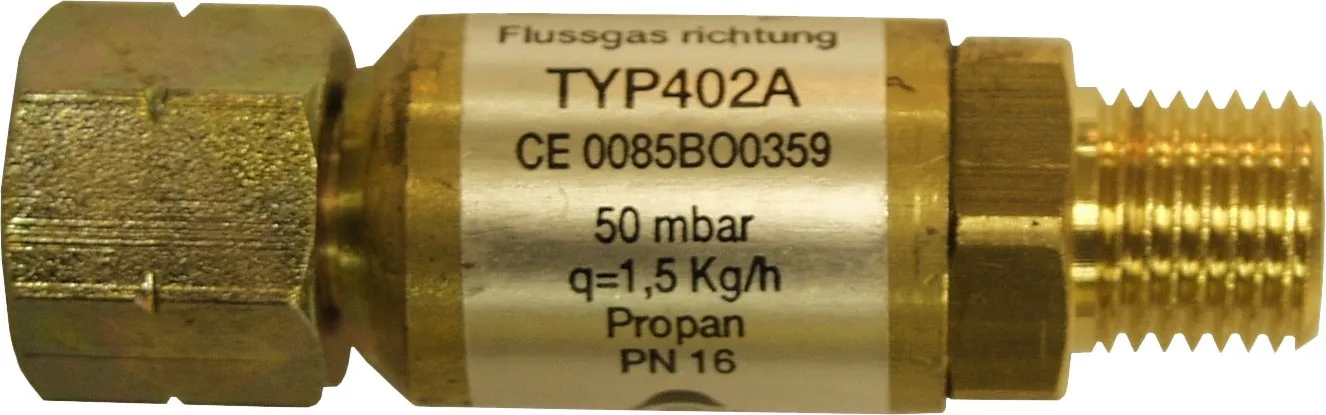 Flussgas richtung
TYP402A
CE 0085BO0359
50 mbar
q=1,5 Kg/h
Propan
PN 16